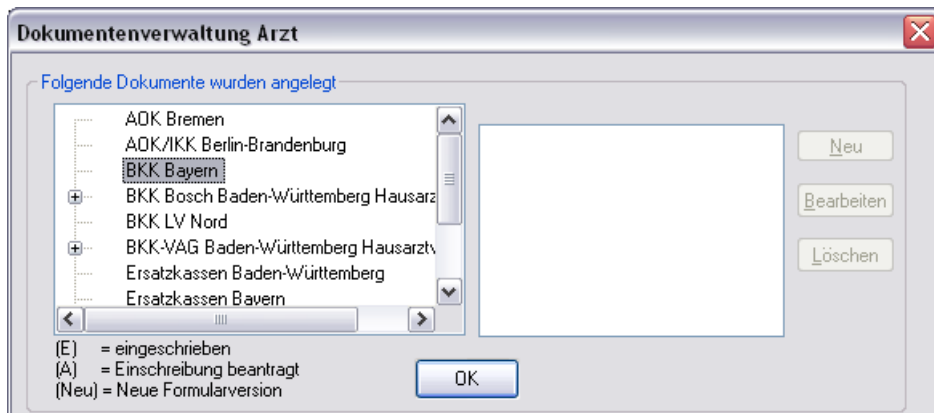 Dokumentenverwaltung Arzt
Folgende Dokumente wurden angelegt
AOK Bremen
AOK/IKK Berlin-Brandenburg
BKK Bayern
BKK Bosch Baden-Württemberg Hausarz
BKK LV Nord
BKK-VAG Baden-Württemberg Hausarztv
Ersatzkassen Baden-Württemberg
Ersatzkassen Bayern
Neu
Bearbeiten
Löschen
(E) = eingeschrieben
(A) = Einschreibung beantragt
(Neu) = Neue Formularversion
OK